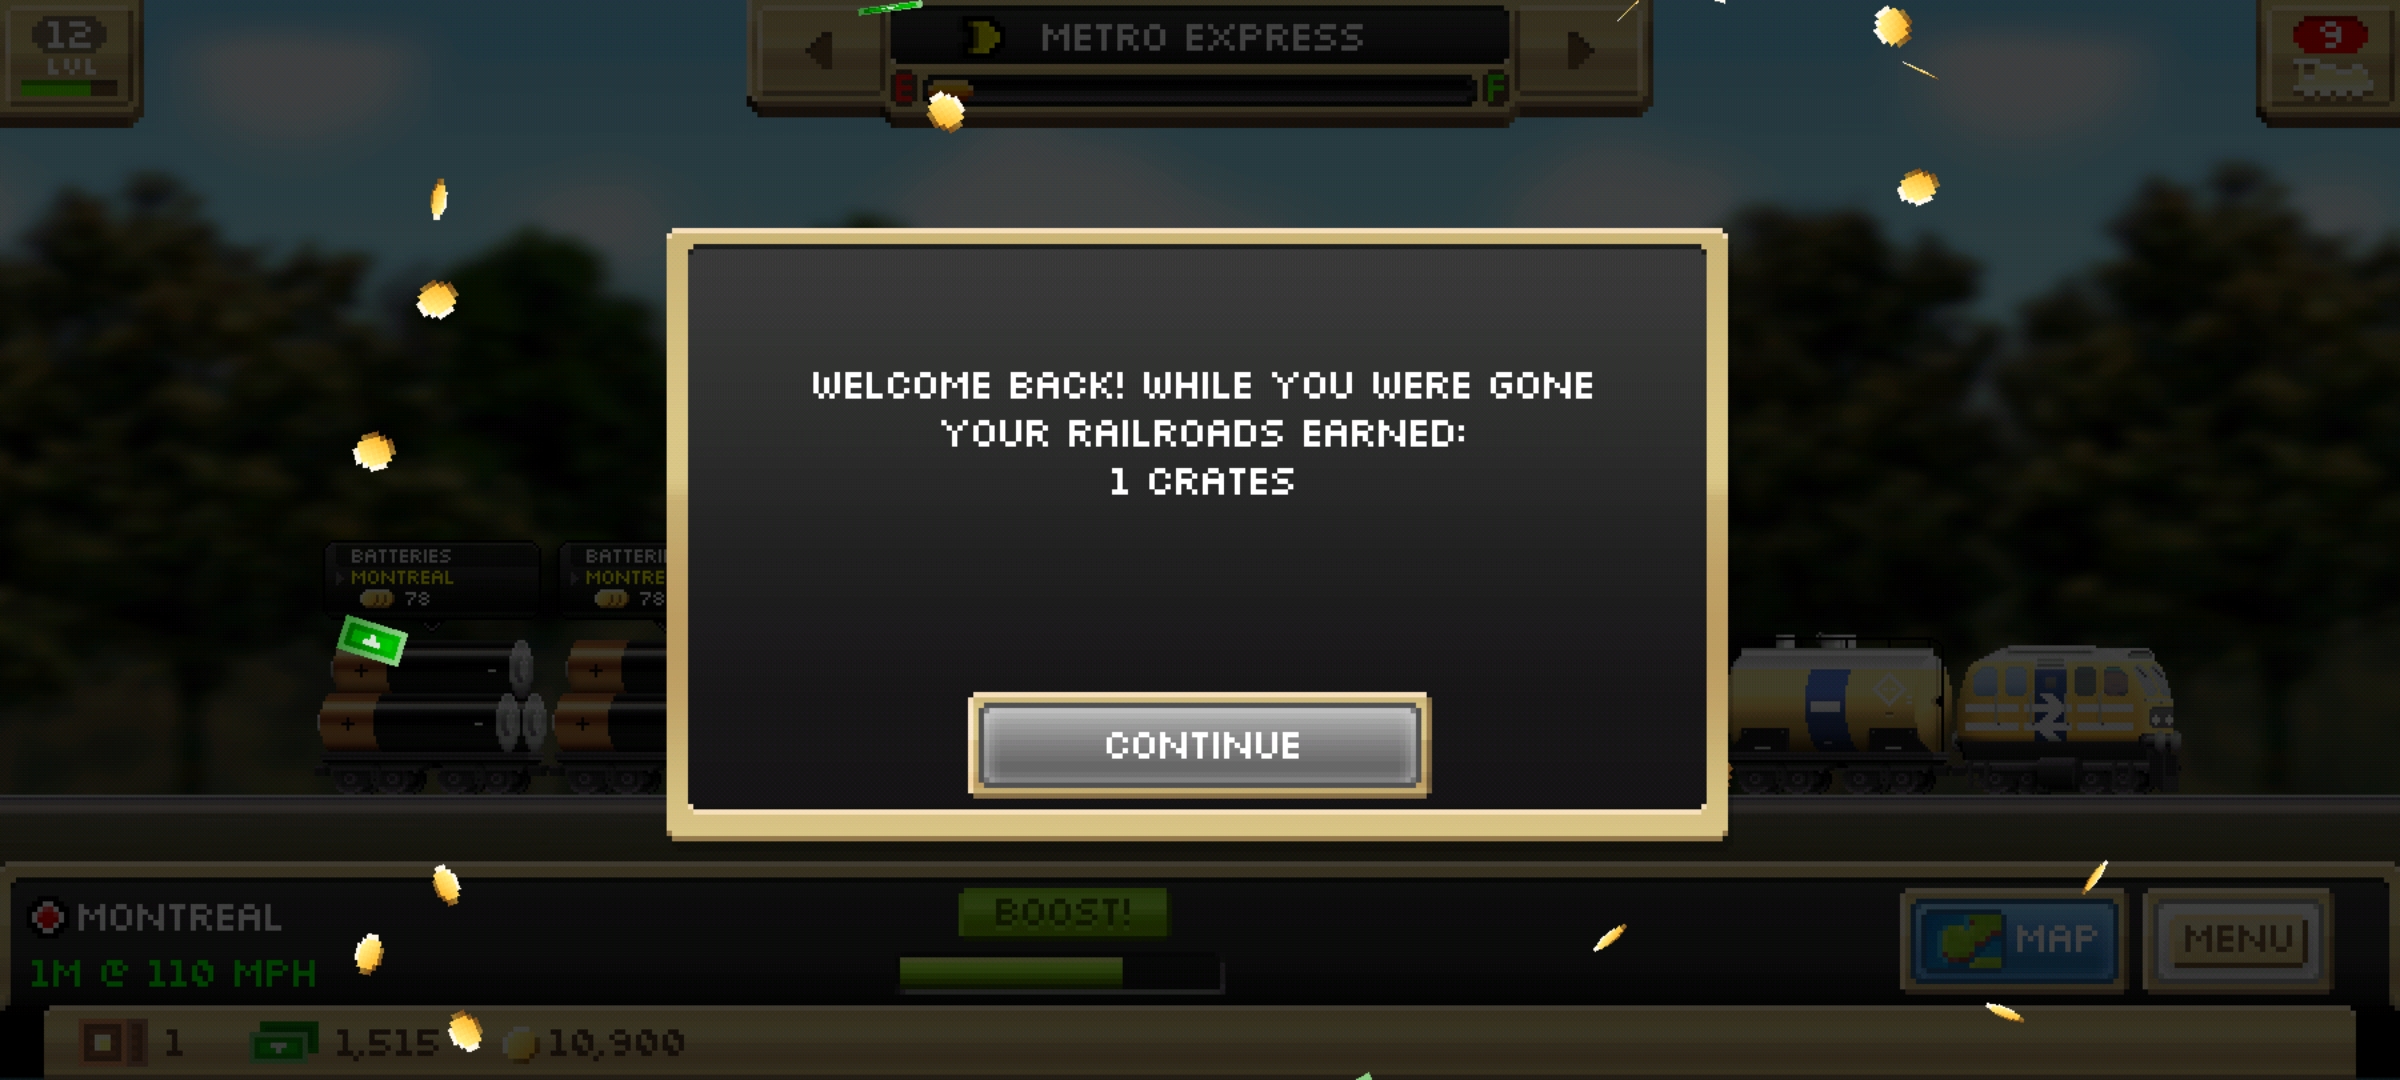 12
LVL
METRO EXPRESS
E F
9
WELCOME BACK! WHILE YOU WERE GONE
YOUR RAILROADS EARNED:
1 CRATES
BATTERIES
MONTREAL
78
78
CONTINUE
MONTREAL
1M @ 110 MPH
BOOST!
MAP
MENU
1 1,515 10,900